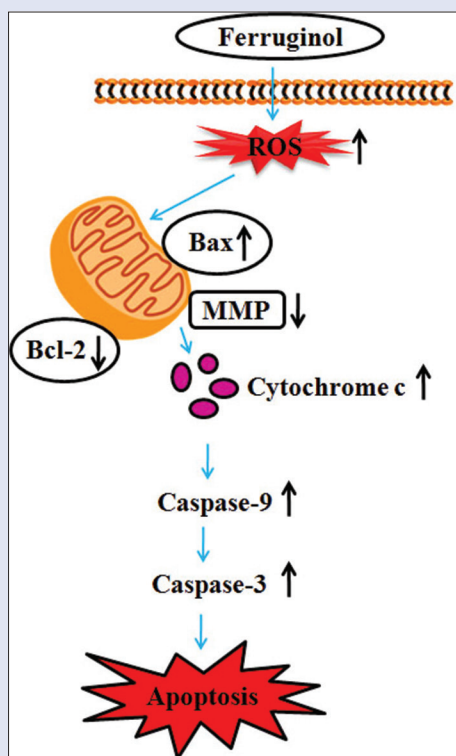 Ferruginol
ROS ↑
Bax ↑
MMP ↓
Bcl-2 ↓
Cytochrome c ↑
Caspase-9 ↑
Caspase-3 ↑
Apoptosis